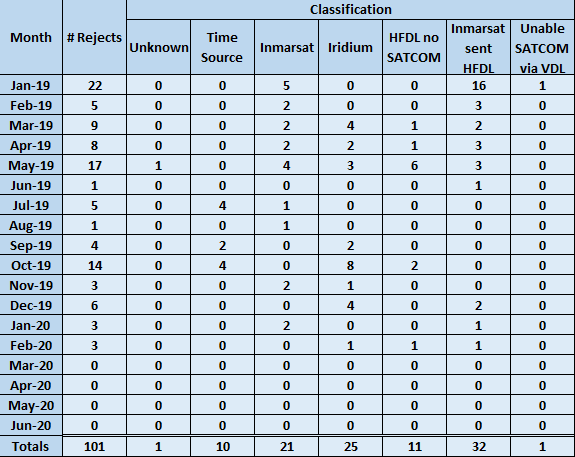 Month # Rejects Classification
Unknown Time Source Inmarsat Iridium HFDL no SATCOM Inmarsat sent HFDL Unable SATCOM via VDL
Jan-19 22 0 0 5 0 0 16 1
Feb-19 5 0 0 2 0 0 3 0
Mar-19 9 0 0 2 4 1 2 0
Apr-19 8 0 0 2 2 1 3 0
May-19 17 1 0 4 3 6 3 0
Jun-19 1 0 0 0 0 0 1 0
Jul-19 5 0 4 1 0 0 0 0
Aug-19 1 0 0 1 0 0 0 0
Sep-19 4 0 2 0 2 0 0 0
Oct-19 14 0 4 0 8 2 0 0
Nov-19 3 0 0 2 1 0 0 0
Dec-19 6 0 0 0 4 0 2 0
Jan-20 3 0 0 2 0 0 1 0
Feb-20 3 0 0 0 1 1 1 0
Mar-20 0 0 0 0 0 0 0 0
Apr-20 0 0 0 0 0 0 0 0
May-20 0 0 0 0 0 0 0 0
Jun-20 0 0 0 0 0 0 0 0
Totals 101 1 10 21 25 11 32 1